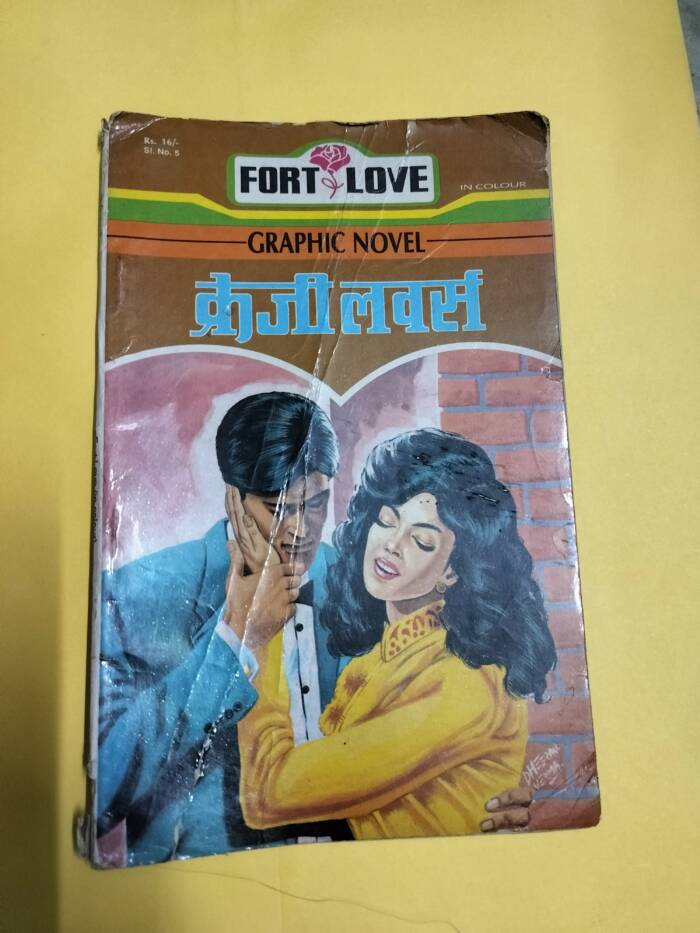 Rs. 16/-
Sl. No. 5
FORT LOVE
IN COLOUR
GRAPHIC NOVEL
क्रेजी लवर्स